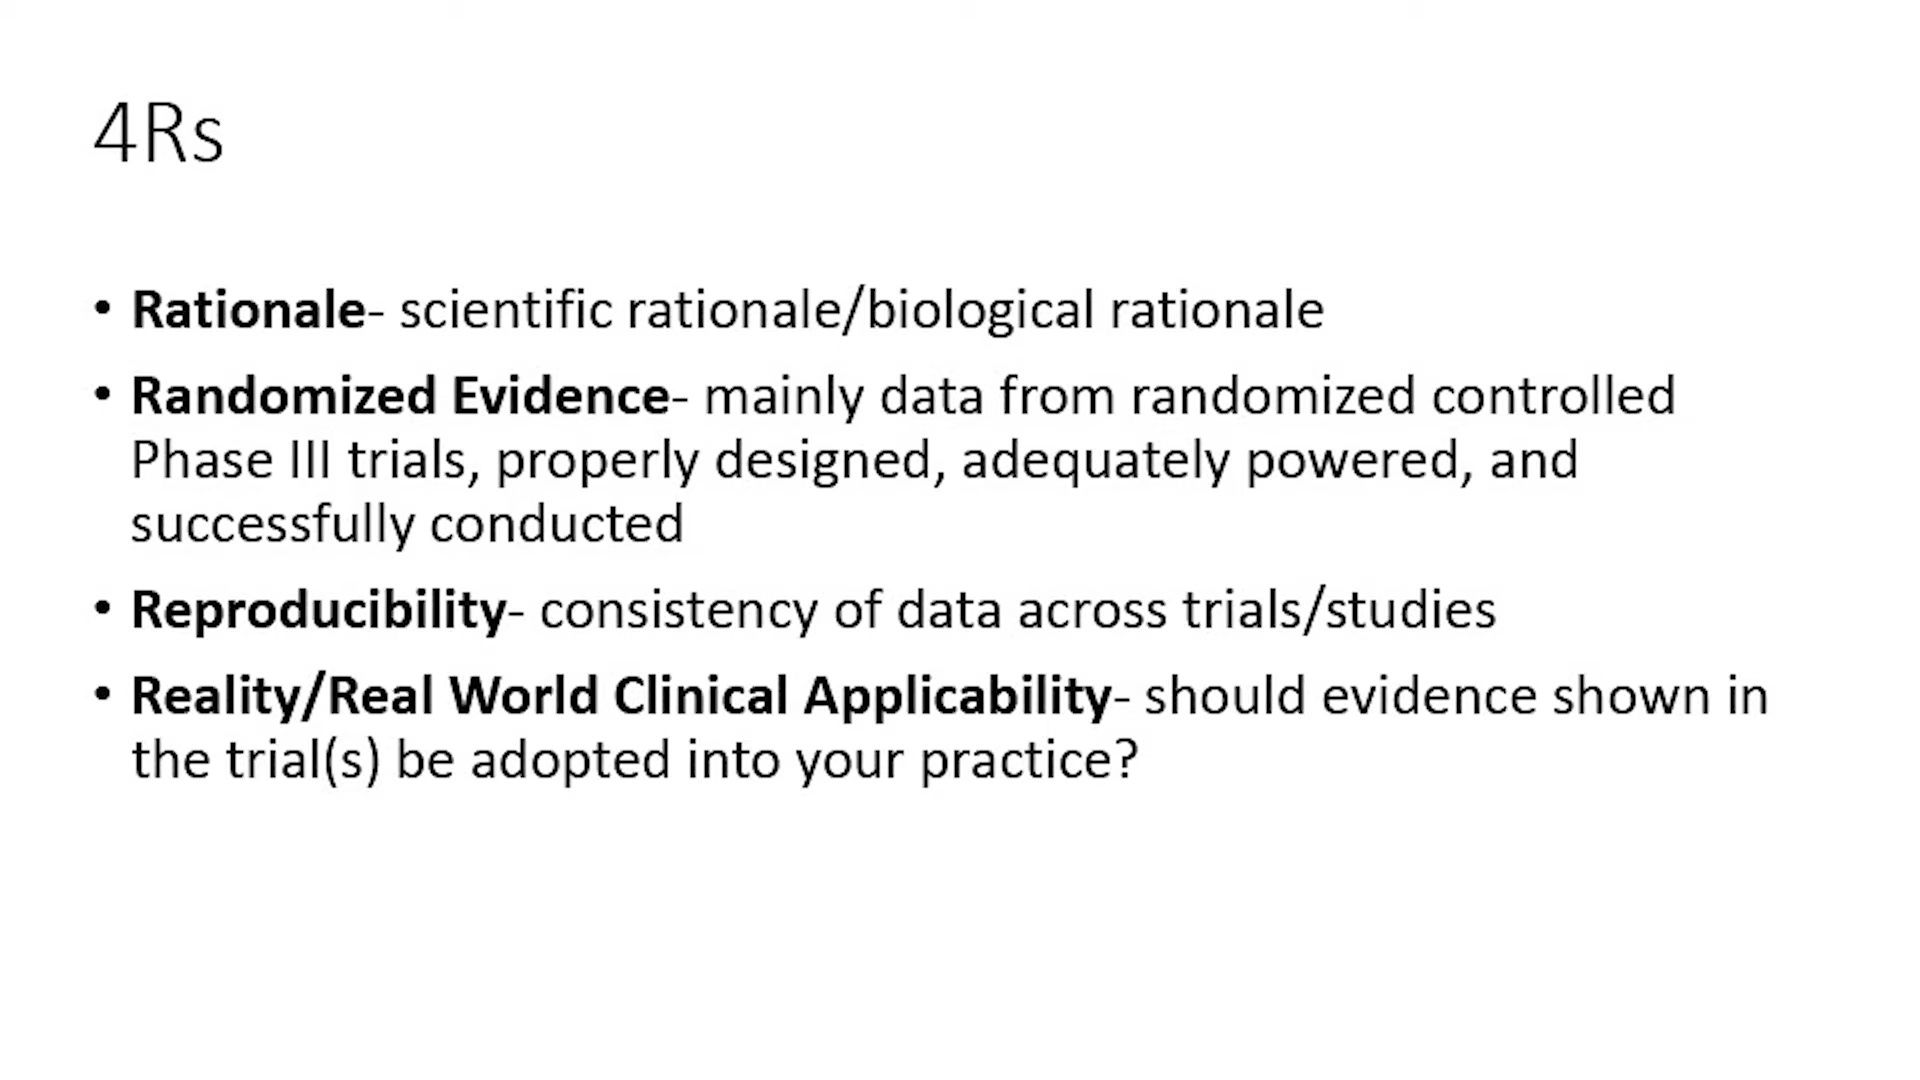 4Rs
• Rationale- scientific rationale/biological rationale
• Randomized Evidence- mainly data from randomized controlled
Phase III trials, properly designed, adequately powered, and
successfully conducted
• Reproducibility- consistency of data across trials/studies
• Reality/Real World Clinical Applicability- should evidence shown in
the trial(s) be adopted into your practice?